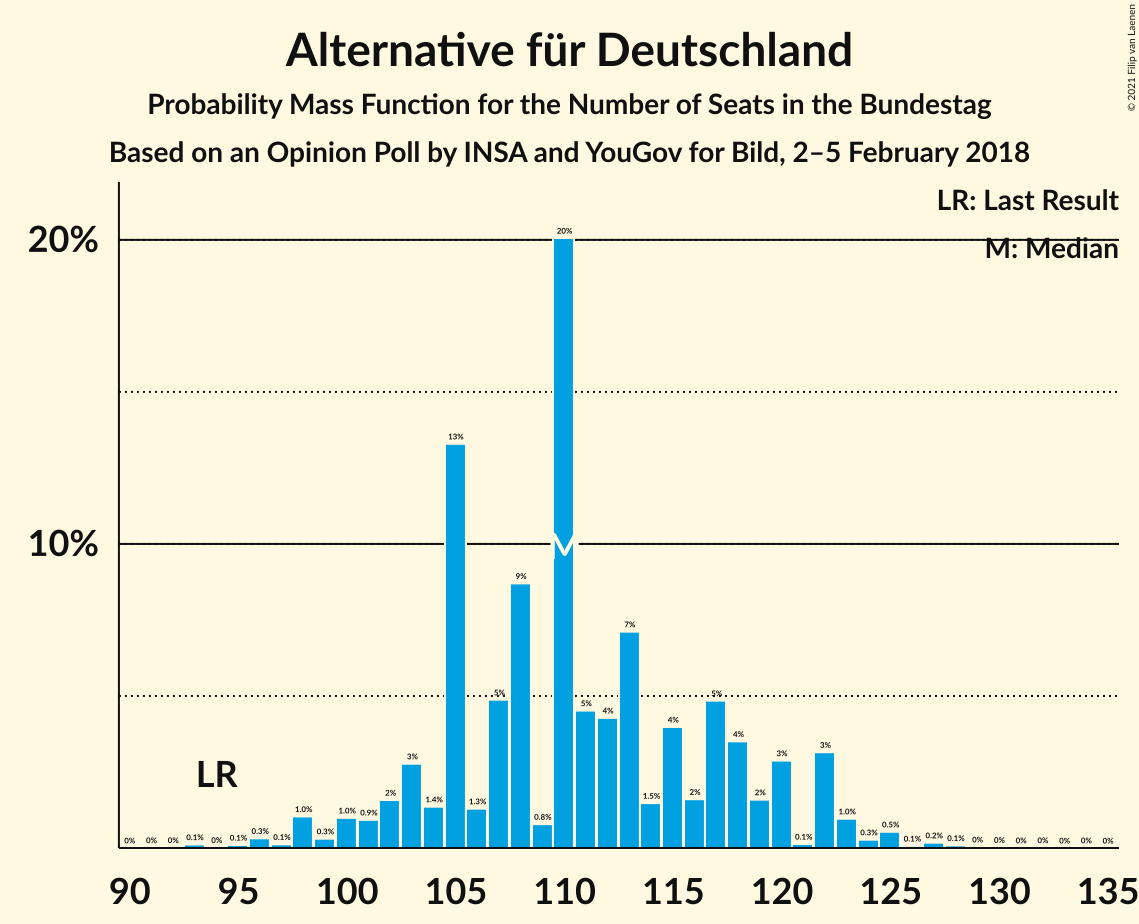 Alternative für Deutschland
Probability Mass Function for the Number of Seats in the Bundestag
Based on an Opinion Poll by INSA and YouGov for Bild, 2–5 February 2018
© 2021 Filip van Laenen
LR: Last Result
M: Median
20%
10%
LR
M
0% 0% 0% 0.1% 0% 0.1% 0.3% 0.1% 1.0% 0.3% 1.0% 0.9% 2% 3% 1.4% 13% 1.3% 5% 9% 0.8% 20% 5% 4% 7% 1.5% 4% 2% 5% 4% 2% 3% 0.1% 3% 1.0% 0.3% 0.5% 0.1% 0.2% 0.1% 0% 0% 0% 0% 0% 0% 0%
90 95 100 105 110 115 120 125 130 135